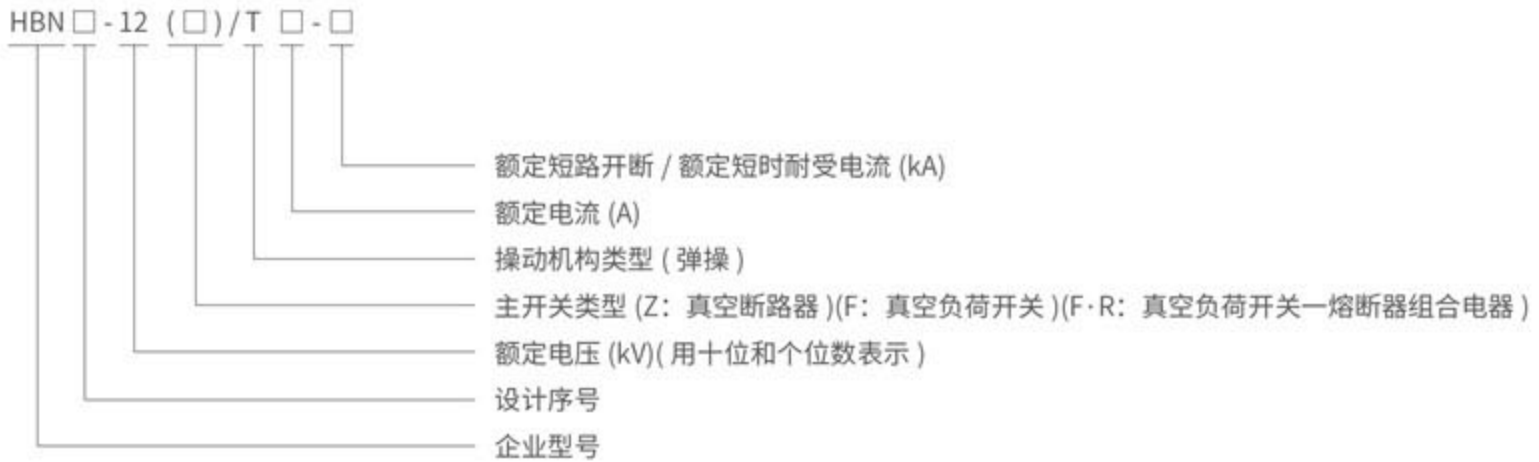 HBN□-12 (□)/T □-□
额定短路开断 / 额定短时耐受电流 (kA)
额定电流 (A)
操动机构类型 ( 弹操 )
主开关类型 (Z：真空断路器 )(F：真空负荷开关 )(F·R：真空负荷开关—熔断器组合电器 )
额定电压 (kV)( 用十位和个位数表示 )
设计序号
企业型号